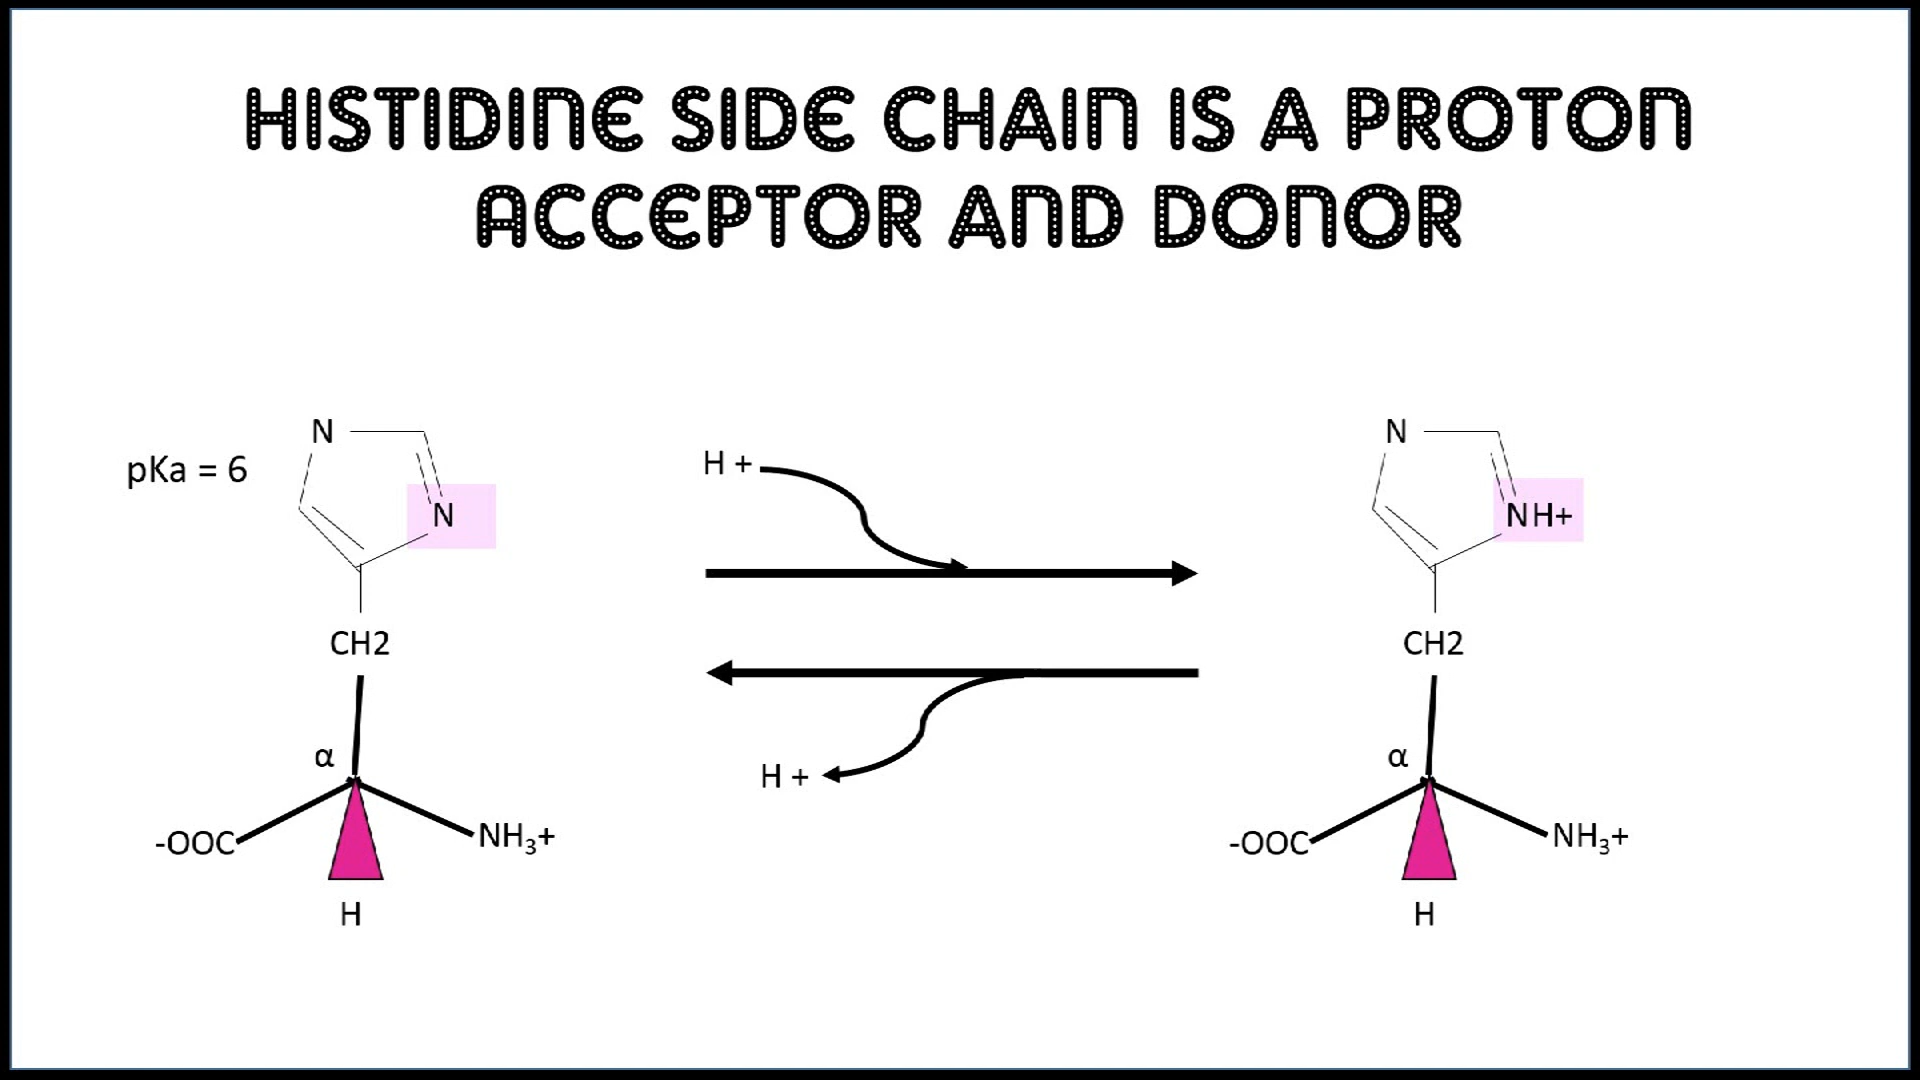 HISTIDINE SIDE CHAIN IS A PROTON
ACCEPTOR AND DONOR
pKa = 6
N
N
CH2
α
-OOC
NH₃+
H
H +
H +
N
NH+
CH2
α
-OOC
NH₃+
H